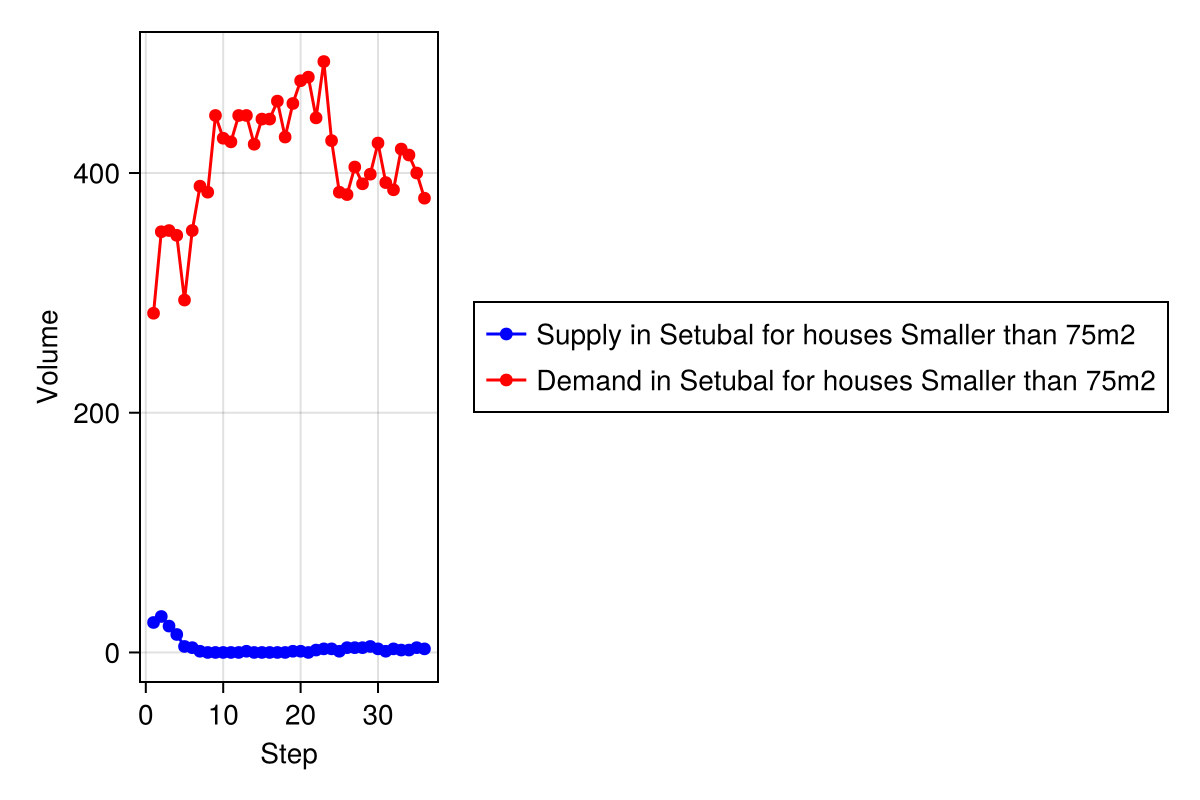 Volume
400
200
0
0 10 20 30
Step
Supply in Setubal for houses Smaller than 75m2
Demand in Setubal for houses Smaller than 75m2